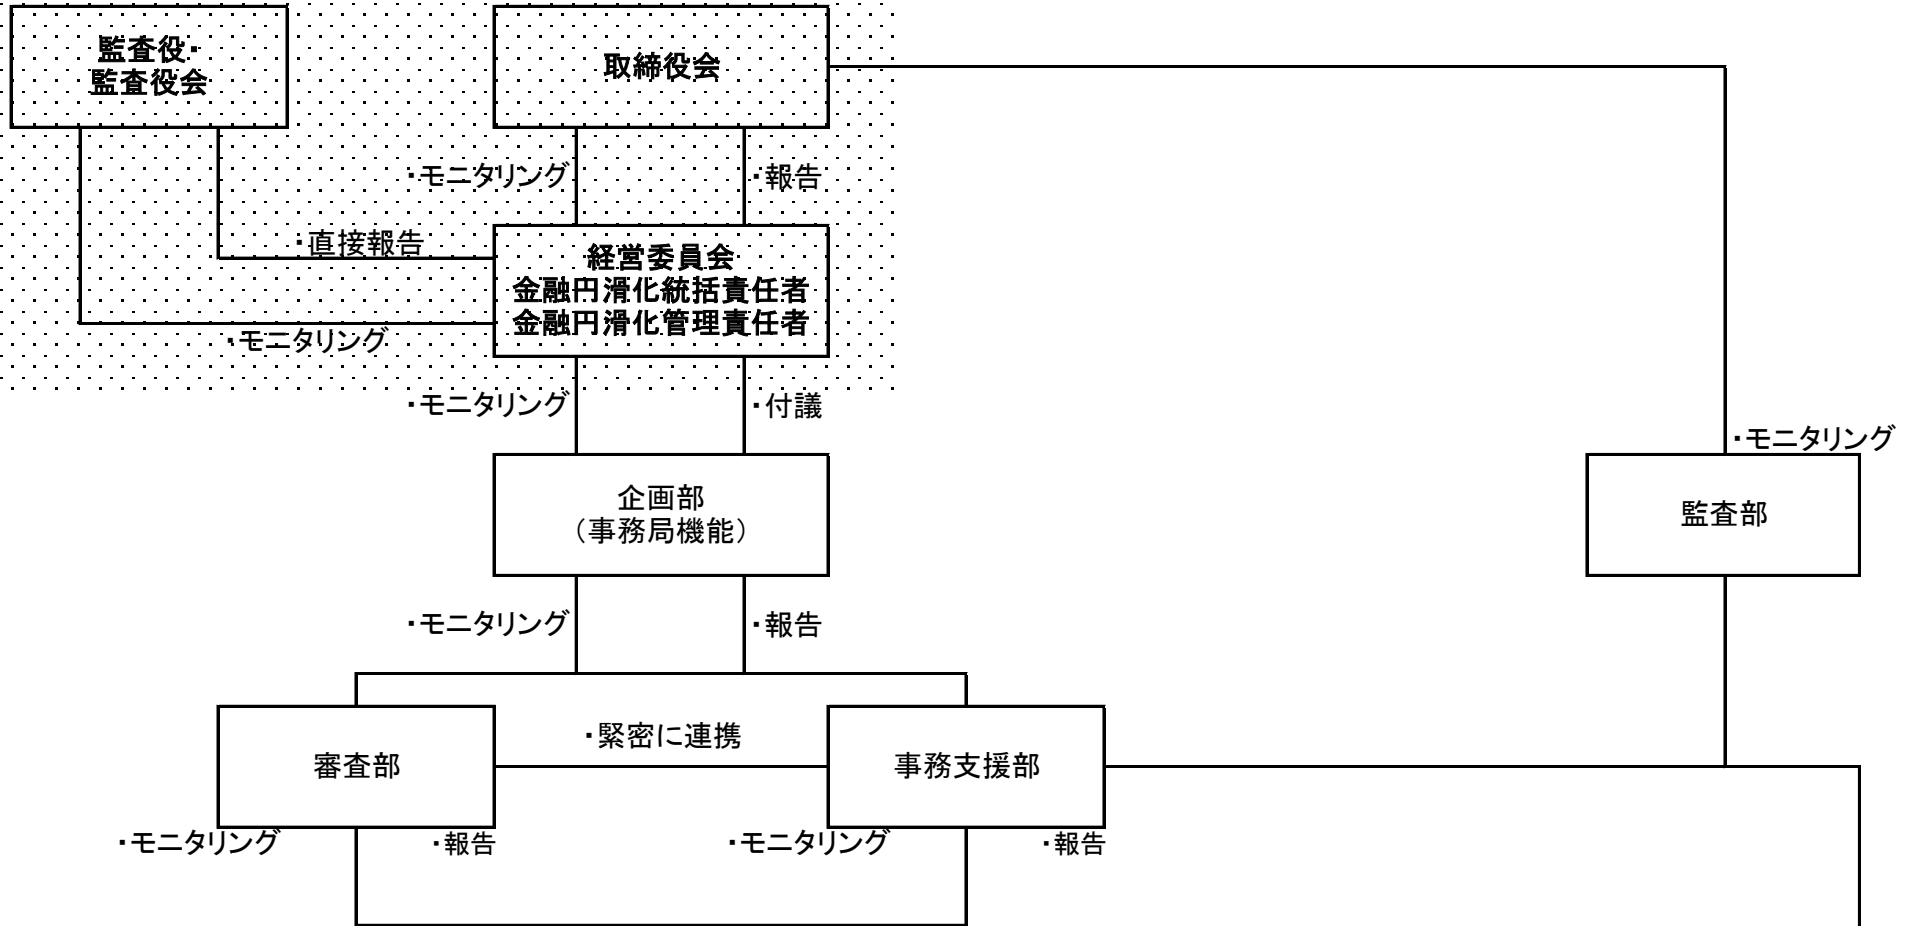 監査役・
監査役会
取締役会
・モニタリング
・報告
・直接報告
経営委員会
金融円滑化統括責任者
金融円滑化管理責任者
・モニタリング
・モニタリング
・付議
・モニタリング
企画部
（事務局機能）
監査部
・モニタリング
・報告
・緊密に連携
審査部
事務支援部
・モニタリング
・報告
・モニタリング
・報告